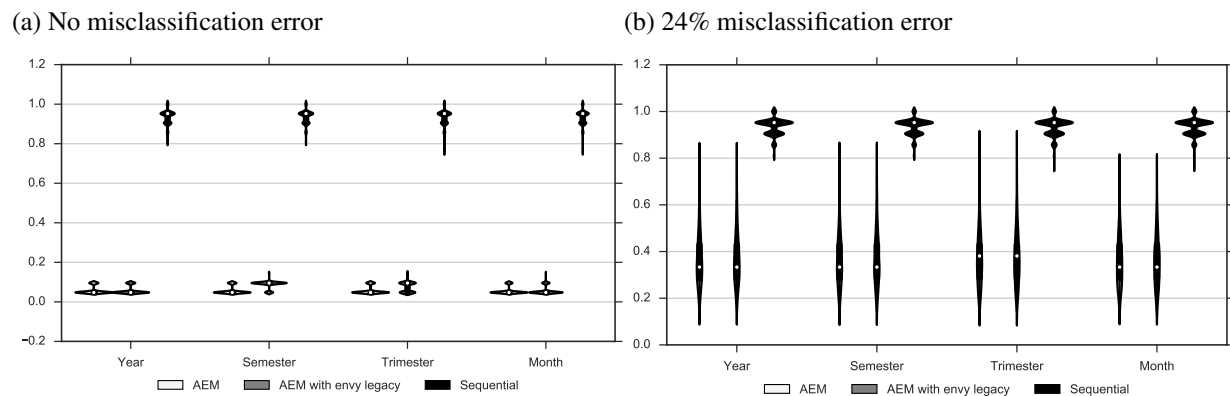 (a) No misclassification error
1.2
1.0
0.8
0.6
0.4
0.2
0.0
−0.2
Year Semester Trimester Month
AEM AEM with envy legacy Sequential
(b) 24% misclassification error
1.2
1.0
0.8
0.6
0.4
0.2
0.0
Year Semester Trimester Month
AEM AEM with envy legacy Sequential